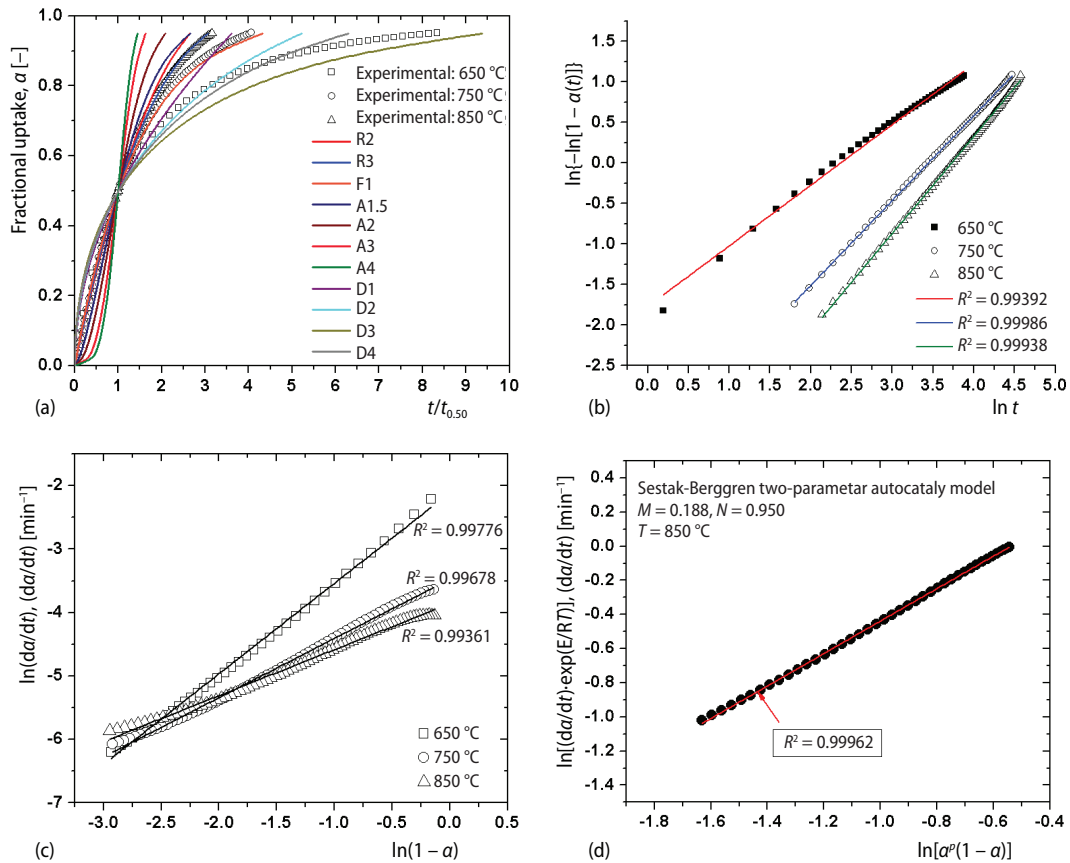 Fractional uptake, α [-]
1.0
0.8
0.6
0.4
0.2
0.0
Experimental: 650 °C
Experimental: 750 °C
Experimental: 850 °C
R2
R3
F1
A1.5
A2
A3
A4
D1
D2
D3
D4
0 1 2 3 4 5 6 7 8 9 10
(a)
t/t0.50
ln{-ln[1 - a(t)]}
1.5
1.0
0.5
0.0
-0.5
-1.0
-1.5
-2.0
-2.5
650 °C
750 °C
850 °C
R² = 0.99392
R² = 0.99986
R² = 0.99938
0.0 0.5 1.0 1.5 2.0 2.5 3.0 3.5 4.0 4.5 5.0
(b)
ln t
ln(da/dt), (da/dt) [min⁻¹]
-2
-3
-4
-5
-6
-7
R² = 0.99776
R² = 0.99678
R² = 0.99361
650 °C
750 °C
850 °C
-3.0 -2.5 -2.0 -1.5 -1.0 -0.5 0.0
(c)
ln(1 - a)
ln[(da/dt)·exp(E/RT)], (da/dt) [min⁻¹]
0.4
0.2
0.0
-0.2
-0.4
-0.6
-0.8
-1.0
-1.2
-1.4
Sestak-Berggren two-parametar autocataly model
M = 0.188, N = 0.950
T = 850 °C
R² = 0.99962
-1.8 -1.6 -1.4 -1.2 -1.0 -0.8 -0.6 -0.4
(d)
ln[aᵖ(1 - a)]